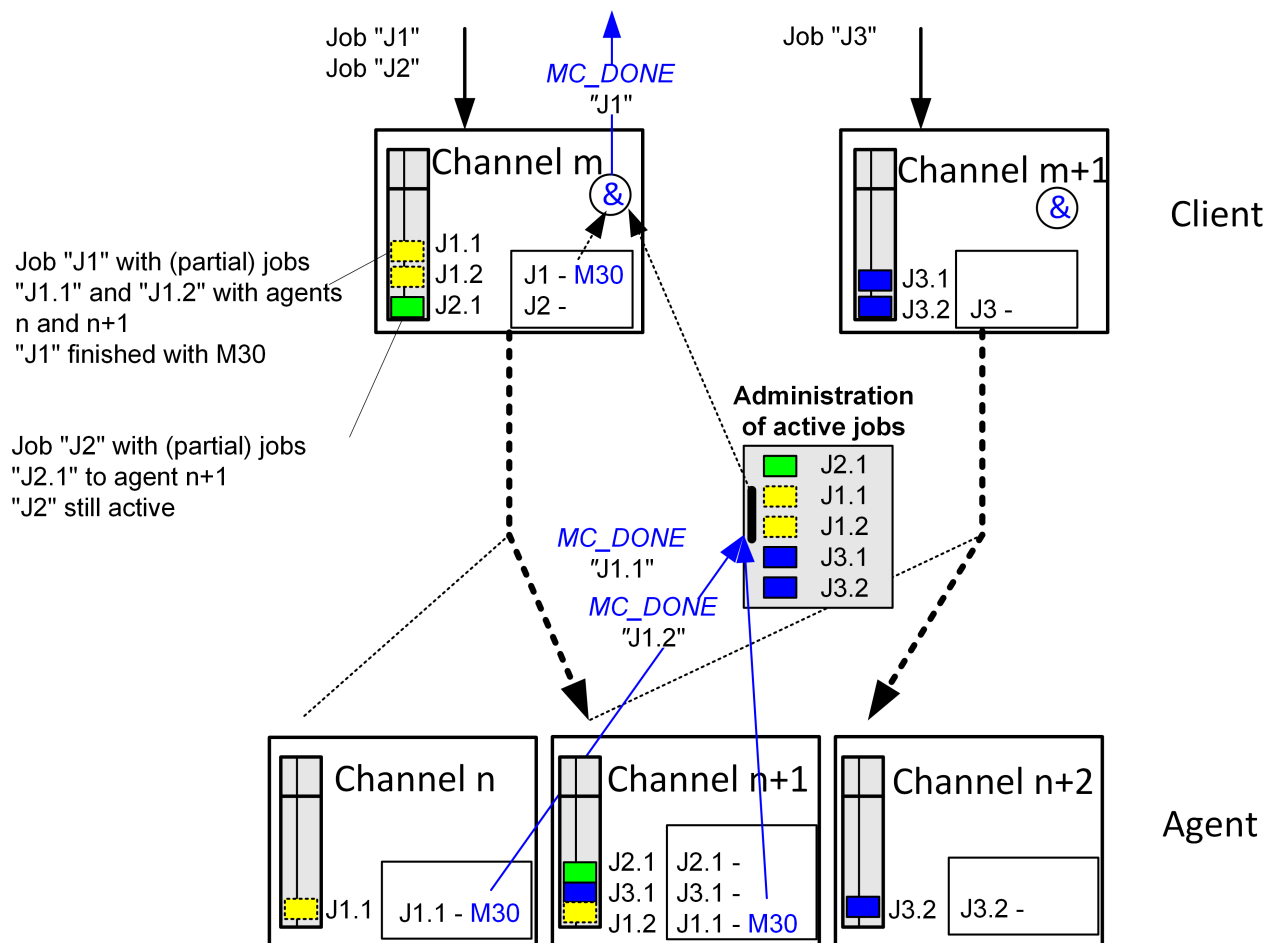 Job "J1"
Job "J2"
MC_DONE
"J1"
Job "J3"
Channel m
&
J1.1
J1.2
J2.1
J1 - M30
J2 -
Channel m+1
&
J3.1
J3.2
J3 -
Client
Job "J1" with (partial) jobs
"J1.1" and "J1.2" with agents
n and n+1
"J1" finished with M30
Job "J2" with (partial) jobs
"J2.1" to agent n+1
"J2" still active
Administration
of active jobs
J2.1
J1.1
J1.2
J3.1
J3.2
MC_DONE
"J1.1"
MC_DONE
"J1.2"
Channel n
J1.1
J1.1 - M30
Channel n+1
J2.1
J3.1
J1.2
J2.1 -
J3.1 -
J1.1 - M30
Channel n+2
J3.2
J3.2 -
Agent